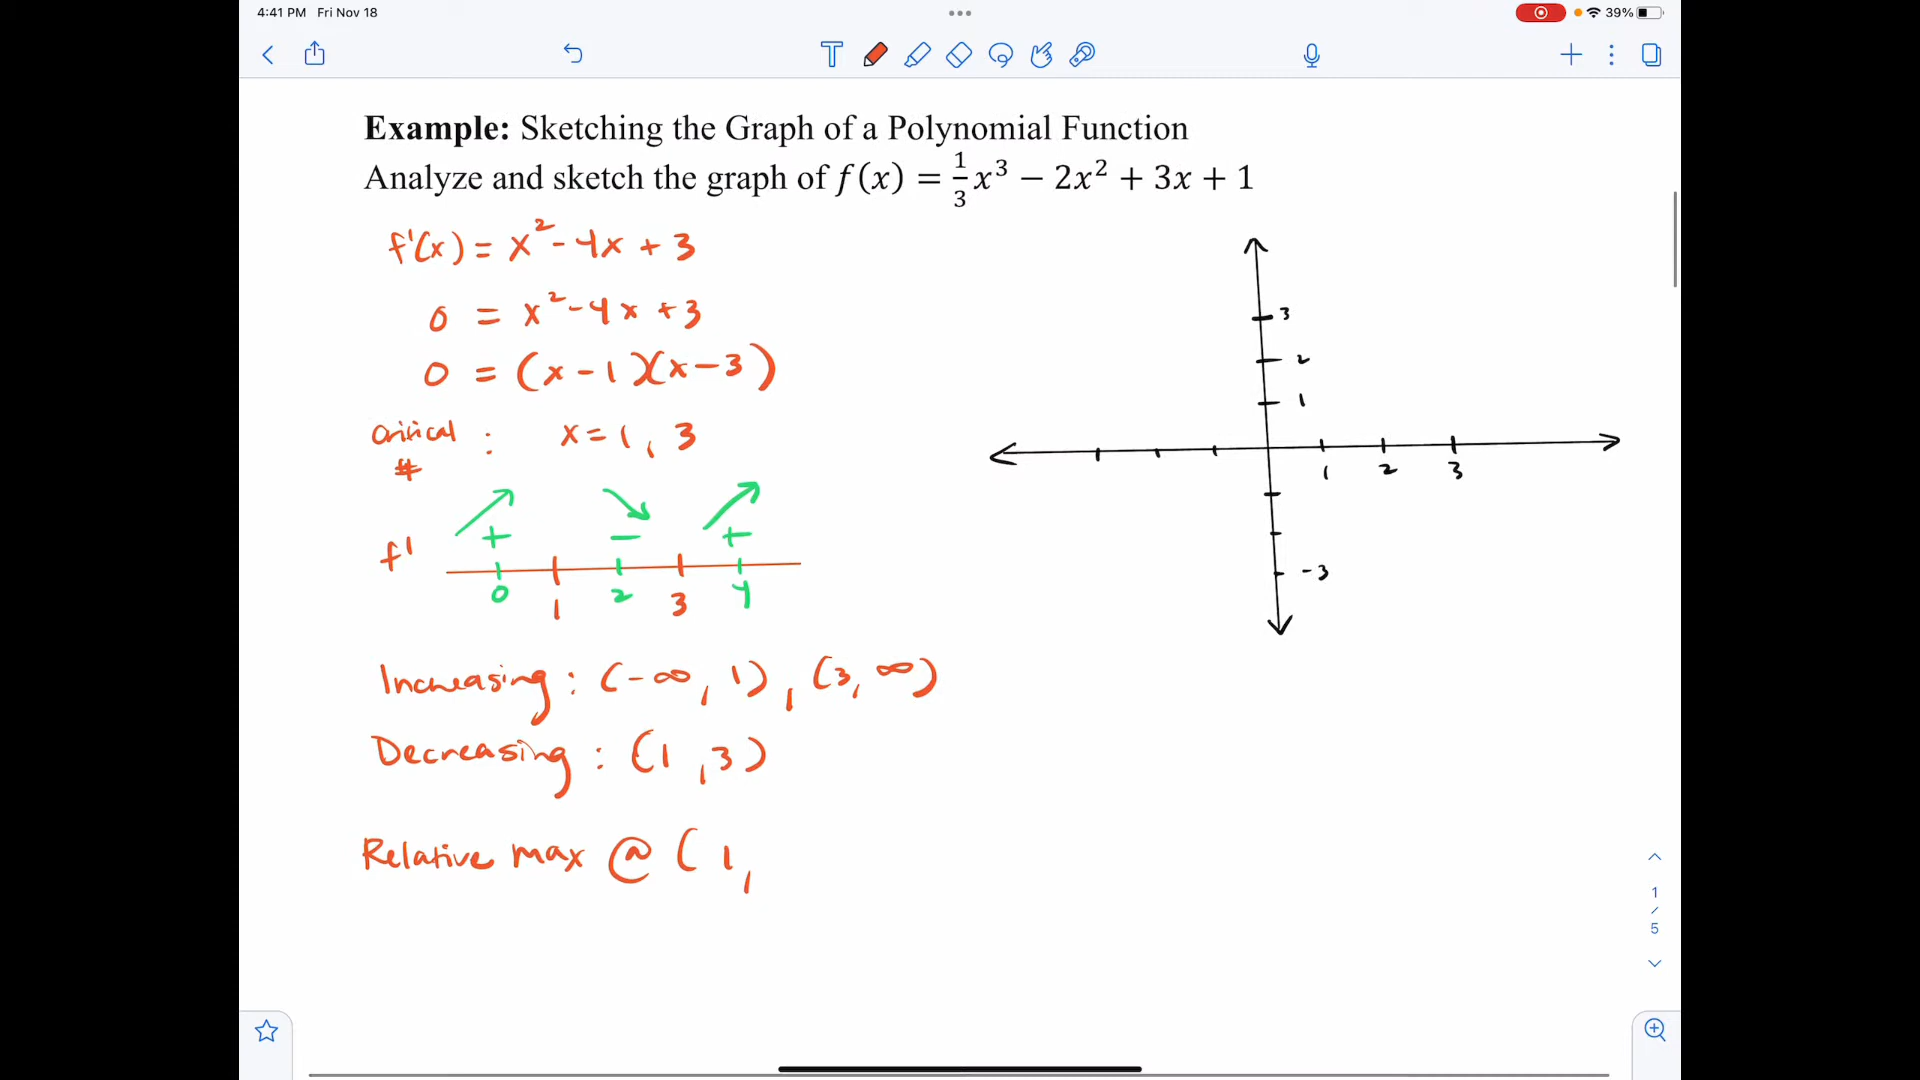 4:41 PM Fri Nov 18
39%
T
Example: Sketching the Graph of a Polynomial Function
Analyze and sketch the graph of f(x) = 1/3 x³ − 2x² + 3x + 1
f'(x) = x² - 4x + 3
0 = x² - 4x + 3
0 = (x - 1)(x - 3)
Critical # : x = 1, 3
+ − +
f'
0 1 2 3 4
Increasing : (-∞, 1), (3, ∞)
Decreasing : (1, 3)
Relative max @ ( 1,
3
2
1
1 2 3
-3
1
/
5